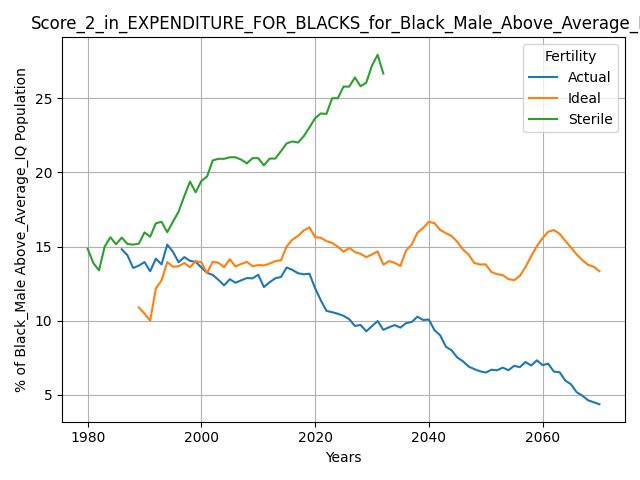 Score_2_in_EXPENDITURE_FOR_BLACKS_for_Black_Male_Above_Average_
Fertility
Actual
Ideal
Sterile
% of Black_Male Above_Average_IQ Population
25
20
15
10
5
1980
2000
2020
2040
2060
Years